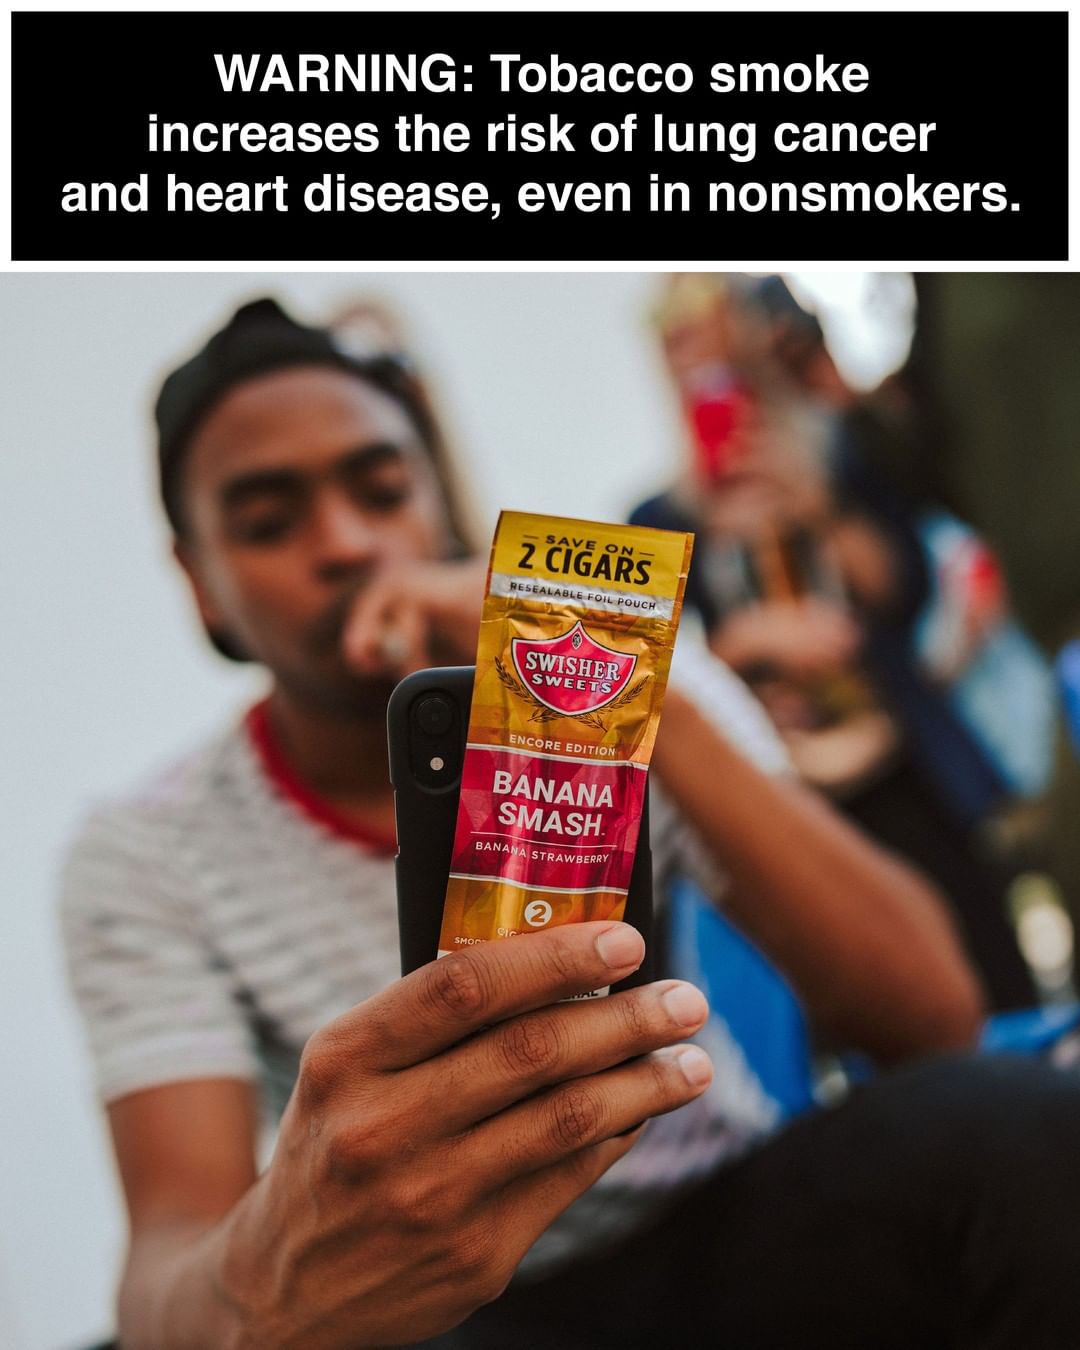 WARNING: Tobacco smoke
increases the risk of lung cancer
and heart disease, even in nonsmokers.
SAVE ON
2 CIGARS
RESEALABLE FOIL POUCH
SWISHER
SWEETS
ENCORE EDITION
BANANA
SMASH
BANANA STRAWBERRY
2